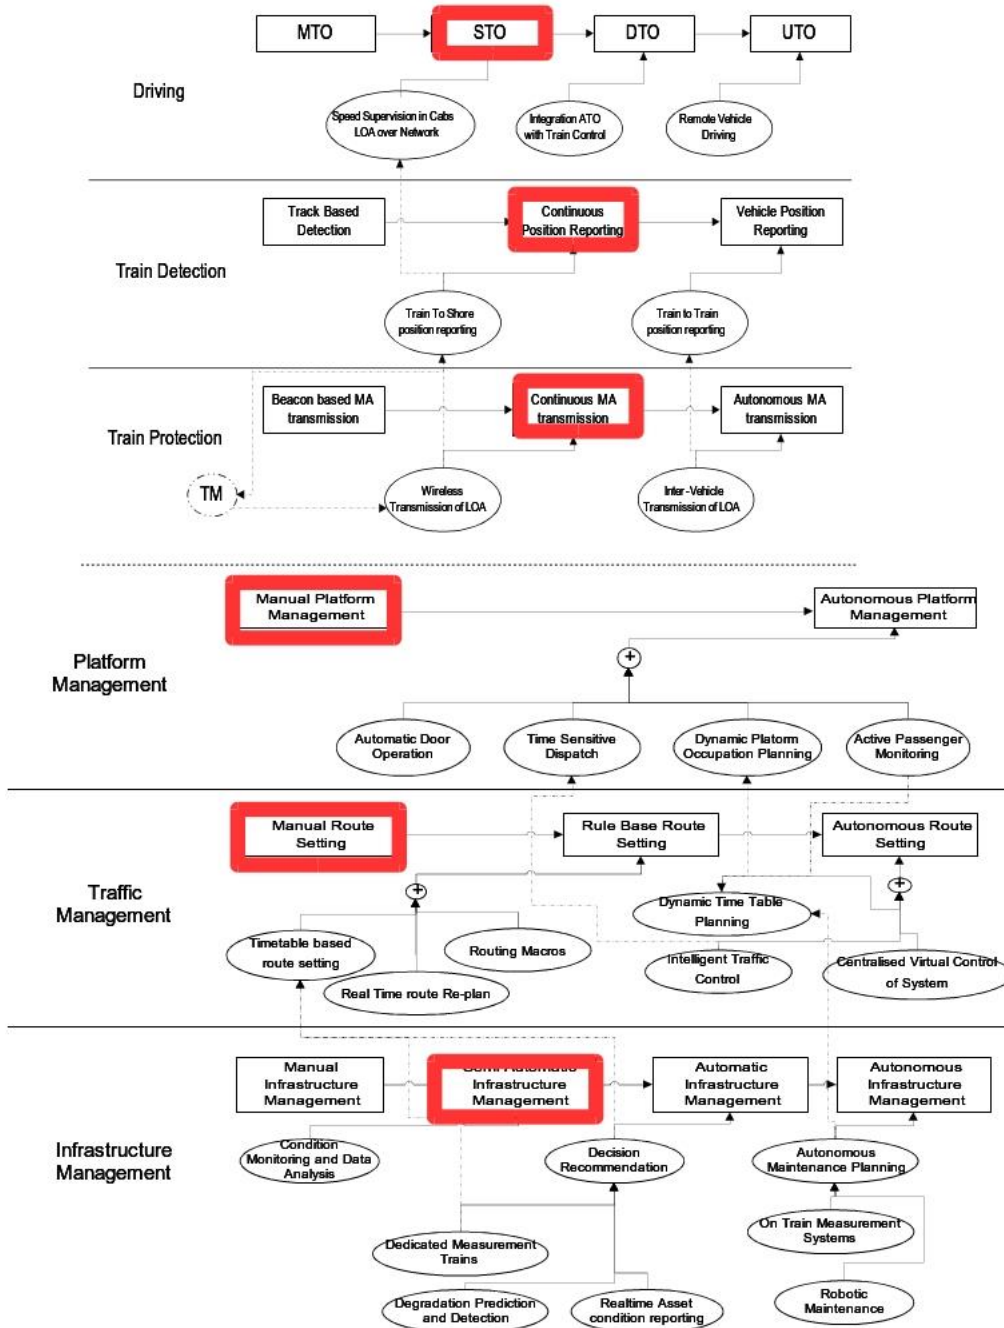 MTO
STO
DTO
UTO
Driving
Speed Supervision in Cabs
LOA over Network
Integration ATO
with Train Control
Remote Vehicle
Driving
Track Based
Detection
Continuous
Position Reporting
Vehicle Position
Reporting
Train Detection
Train To Shore
position reporting
Train to Train
position reporting
Beacon based MA
transmission
Continuous MA
transmission
Autonomous MA
transmission
Train Protection
TM
Wireless
Transmission of LOA
Inter-Vehicle
Transmission of LOA
Manual Platform
Management
Autonomous Platform
Management
Platform
Management
+
Automatic Door
Operation
Time Sensitive
Dispatch
Dynamic Platorm
Occupation Planning
Active Passenger
Monitoring
Manual Route
Setting
Rule Base Route
Setting
Autonomous Route
Setting
Traffic
Management
+
+
Dynamic Time Table
Planning
Timetable based
route setting
Routing Macros
Real Time route Re-plan
Intelligent Traffic
Control
Centralised Virtual Control
of System
Manual
Infrastructure
Management
Semi Automatic
Infrastructure
Management
Automatic
Infrastructure
Management
Autonomous
Infrastructure
Management
Infrastructure
Management
Condition
Monitoring and Data
Analysis
Decision
Recommendation
Autonomous
Maintenance Planning
Dedicated Measurement
Trains
On Train Measurement
Systems
Degradation Prediction
and Detection
Realtime Asset
condition reporting
Robotic
Maintenance